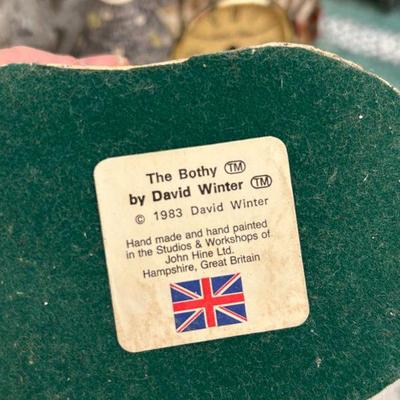 The Bothy ™
by David Winter ™
© 1983 David Winter
Hand made and hand painted
in the Studios & Workshops of
John Hine Ltd.
Hampshire, Great Britain